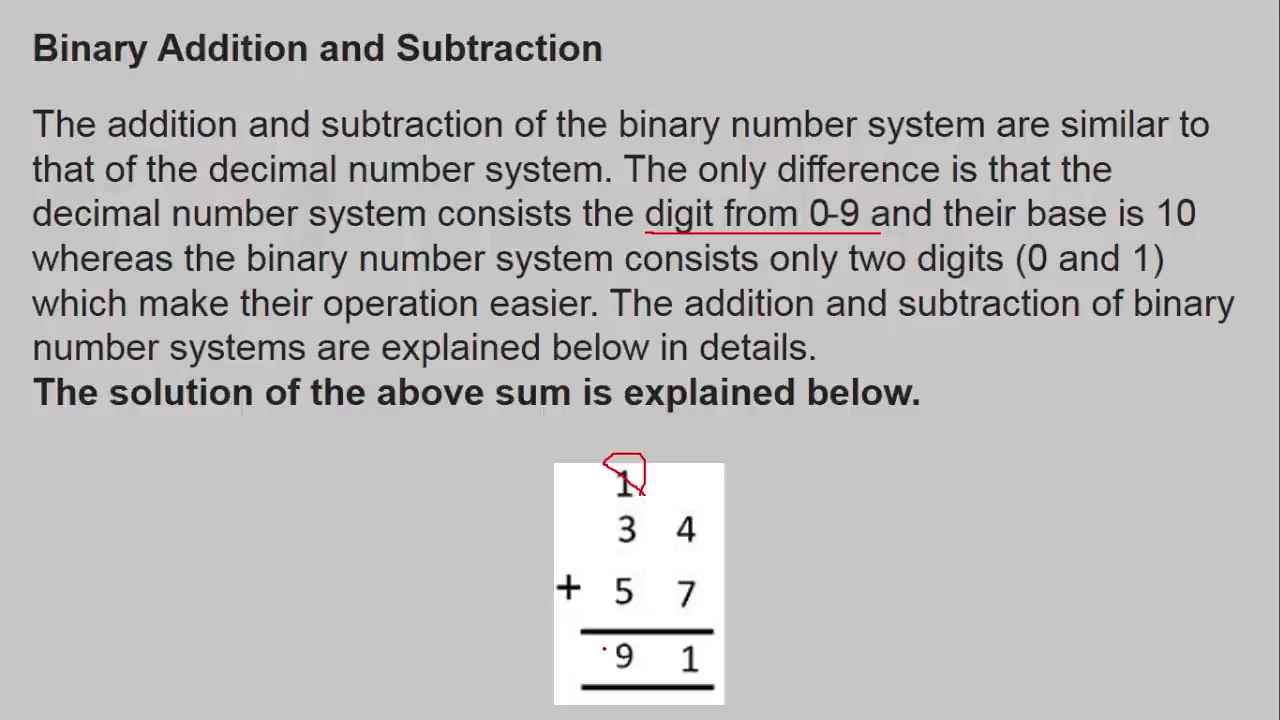 Binary Addition and Subtraction
The addition and subtraction of the binary number system are similar to
that of the decimal number system. The only difference is that the
decimal number system consists the digit from 0-9 and their base is 10
whereas the binary number system consists only two digits (0 and 1)
which make their operation easier. The addition and subtraction of binary
number systems are explained below in details.
The solution of the above sum is explained below.
1
3 4
+ 5 7
9 1